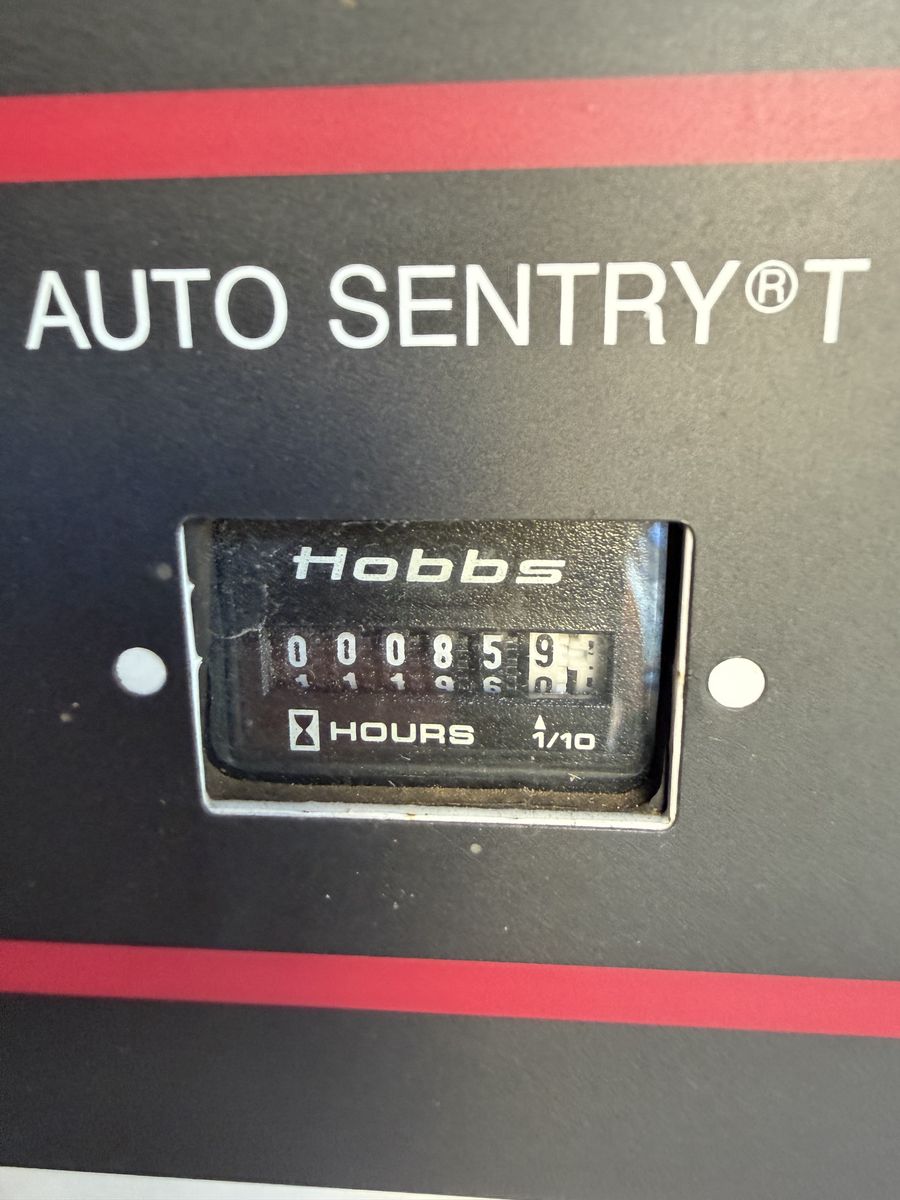 AUTO SENTRY®T
Hobbs
000859
HOURS 1/10